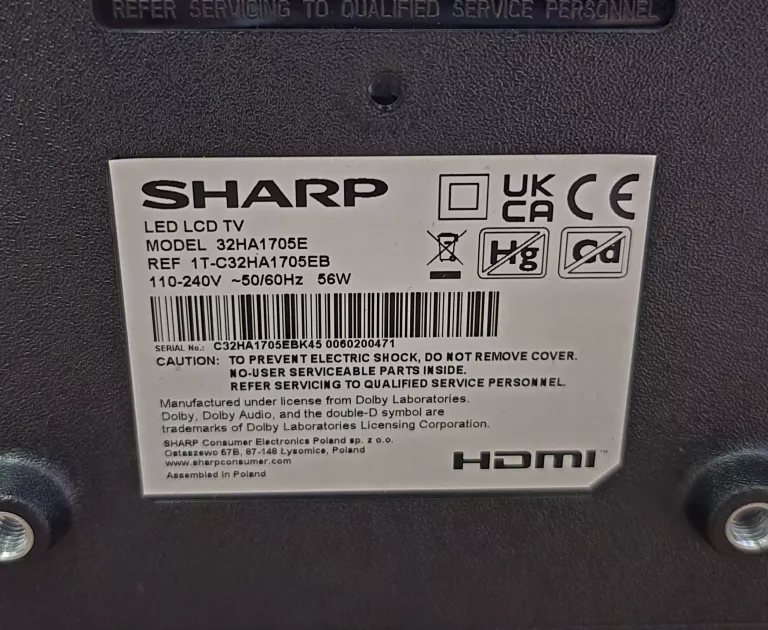 REFER SERVICING TO QUALIFIED SERVICE PERSONNEL
SHARP
UK
CA
CE
LED LCD TV
MODEL 32HA1705E
REF 1T-C32HA1705EB
110-240V ~50/60Hz 56W
Hg
Cd
SERIAL No.: C32HA1705EBK45 0060200471
CAUTION: TO PREVENT ELECTRIC SHOCK, DO NOT REMOVE COVER.
NO-USER SERVICEABLE PARTS INSIDE.
REFER SERVICING TO QUALIFIED SERVICE PERSONNEL.
Manufactured under license from Dolby Laboratories.
Dolby, Dolby Audio, and the double-D symbol are
trademarks of Dolby Laboratories Licensing Corporation.
SHARP Consumer Electronics Poland sp. z o.o.
Ostaszewo 67B, 87-148 Łysomice, Poland
www.sharpconsumer.com
Assembled in Poland
HDMI™